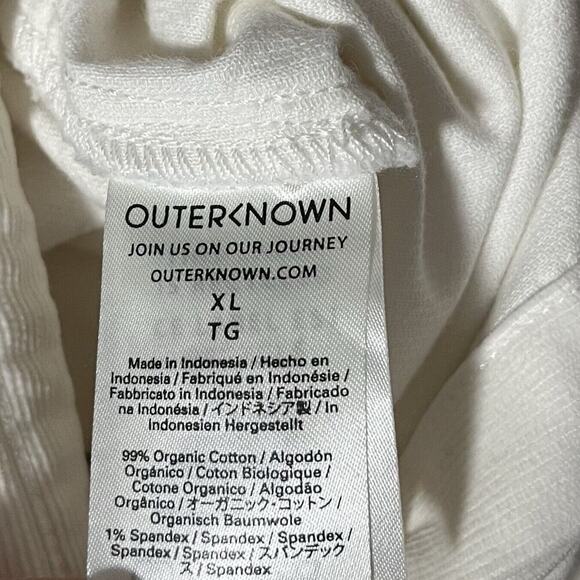 OUTERKNOWN
JOIN US ON OUR JOURNEY
OUTERKNOWN.COM
XL
TG
Made in Indonesia / Hecho en
Indonesia / Fabriqué en Indonésie /
Fabbricato in Indonesia / Fabricado
na Indonésia / インドネシア製 / In
Indonesien Hergestellt
99% Organic Cotton / Algodón
Orgánico / Coton Biologique /
Cotone Organico / Algodão
Orgânico / オーガニック・コットン /
Organisch Baumwole
1% Spandex / Spandex / Spandex /
Spandex / Spandex / スパンデック
ス / Spandex